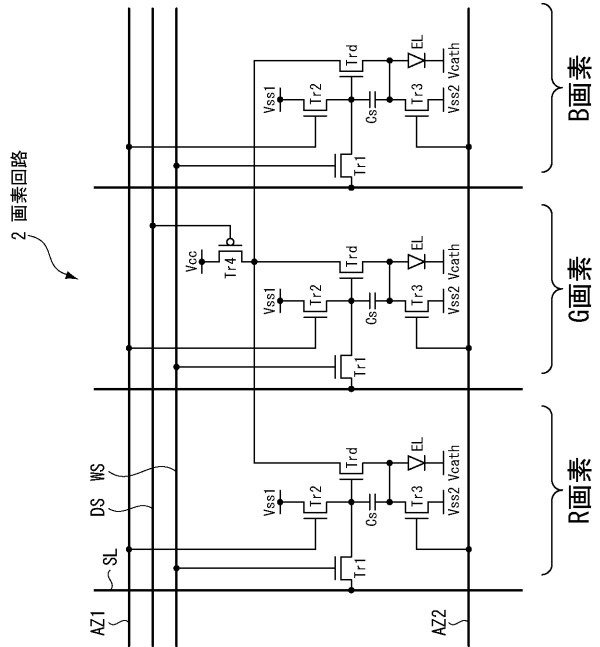 2 画素回路
AZ1
DS
WS
SL
AZ2
Vcc
Tr4
Vss1
Tr2
Trd
Tr1
Cs
EL
Tr3
Vss2
Vcath
R画素
Vss1
Tr2
Trd
Tr1
Cs
EL
Tr3
Vss2
Vcath
G画素
Vss1
Tr2
Trd
Tr1
Cs
EL
Tr3
Vss2
Vcath
B画素